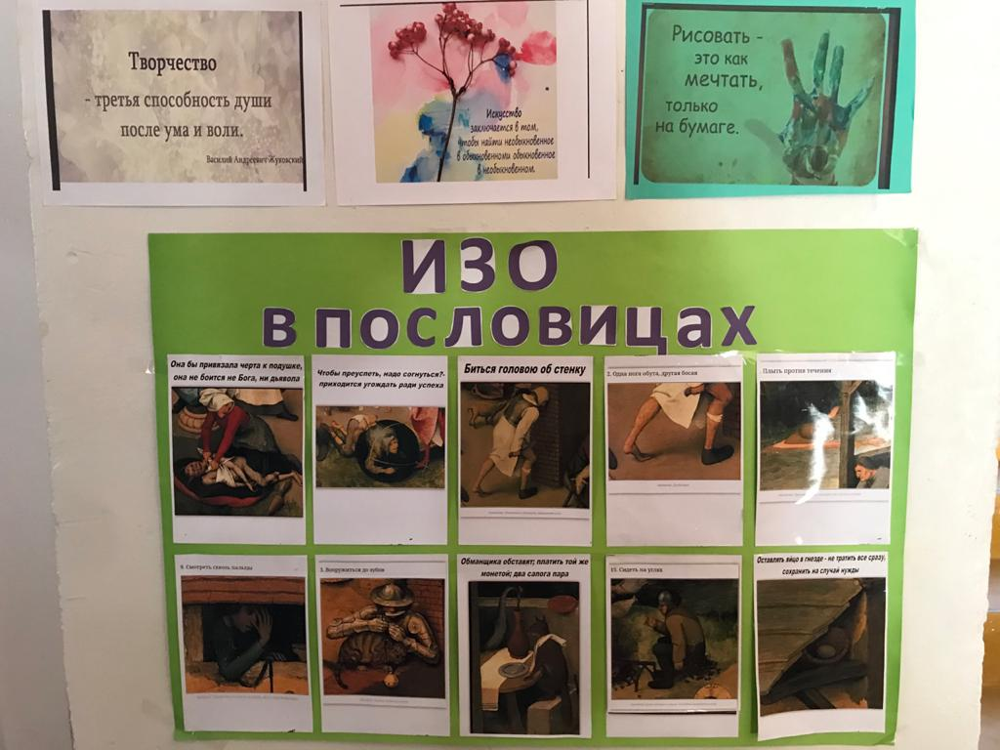 Творчество
- третья способность души
после ума и воли.
Василий Андреевич Жуковский
Искусство
заключается в том,
чтобы найти необыкновенное
в обыкновенноми обыкновенное
в необыкновенном.
Рисовать -
это как
мечтать,
только
на бумаге.
ИЗО
В ПОСЛОВИЦАХ
Она бы привязала черта к подушке,
она не боится не Бога, ни дьявола
Чтобы преуспеть, надо согнуться?-
приходится угождать ради успеха
Биться головою об стенку
2. Одна нога обута, другая босая
. Плыть против течения
9. Смотреть сквозь пальцы
3. Вооружиться до зубов
Обманщика обставят; платить той же
монетой; два сапога пара
15. Сидеть на углях
Оставлять яйцо в гнезде - не тратить все сразу,
сохранить на случай нужды